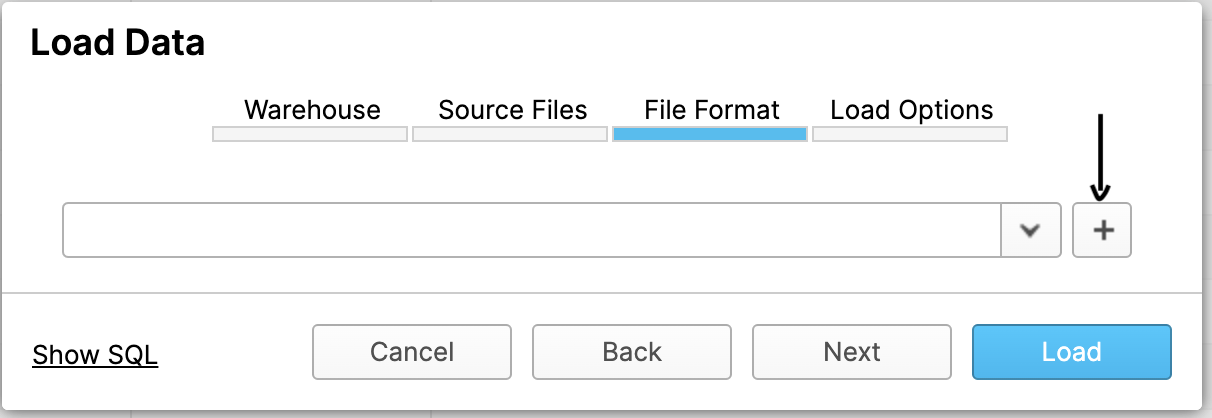 Load Data
Warehouse Source Files File Format Load Options
+
Show SQL Cancel Back Next Load